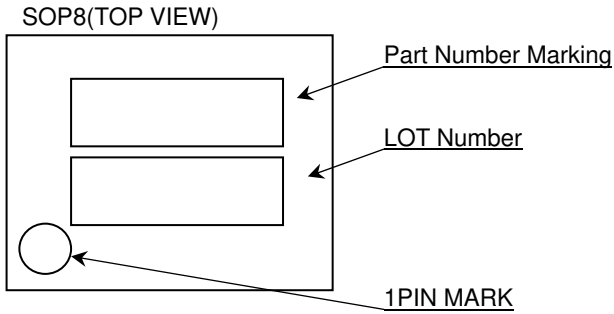 SOP8(TOP VIEW)
Part Number Marking
LOT Number
1PIN MARK